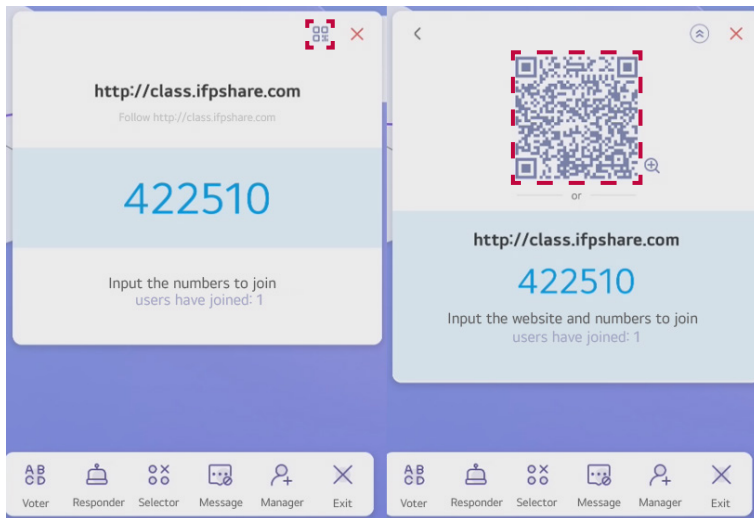 http://class.ifpshare.com
Follow http://class.ifpshare.com
422510
Input the numbers to join
users have joined: 1
A B
C D
Voter
Responder
Selector
Message
Manager
Exit
or
http://class.ifpshare.com
422510
Input the website and numbers to join
users have joined: 1
A B
C D
Voter
Responder
Selector
Message
Manager
Exit